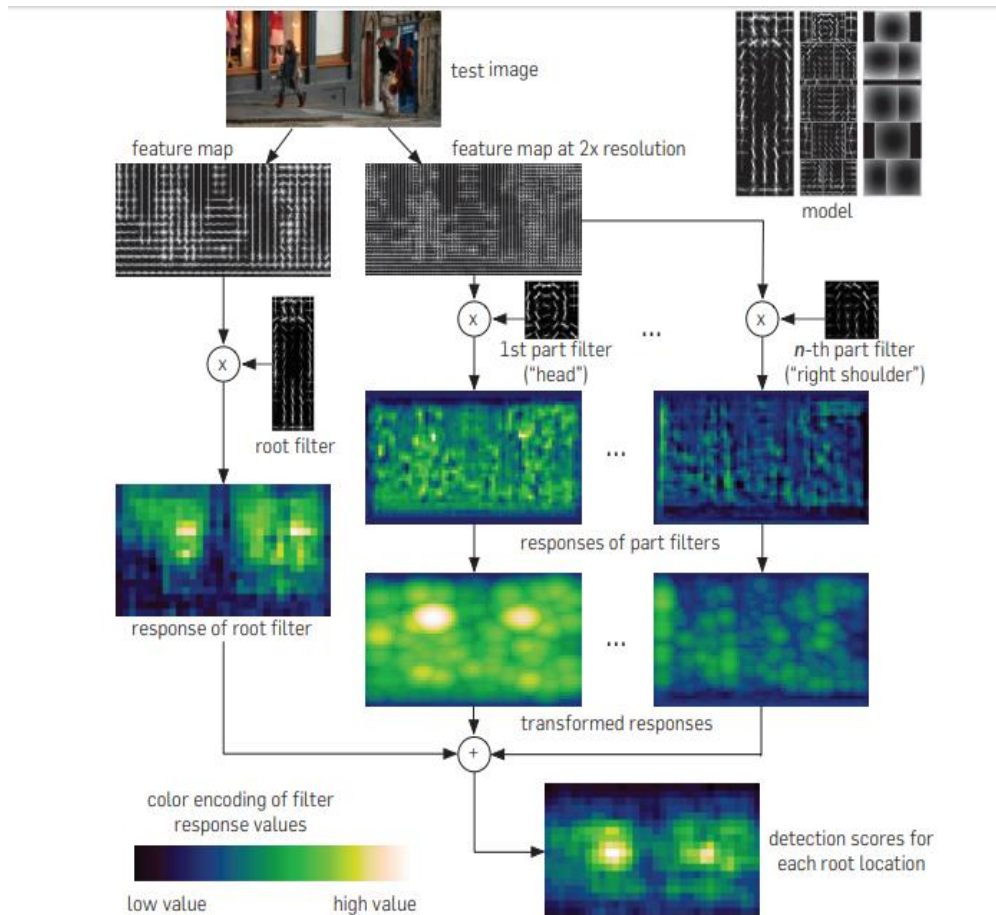 test image
feature map
feature map at 2x resolution
model
x
x
...
x
1st part filter
("head")
n-th part filter
("right shoulder")
root filter
...
responses of part filters
response of root filter
...
transformed responses
+
color encoding of filter
response values
low value
high value
detection scores for
each root location